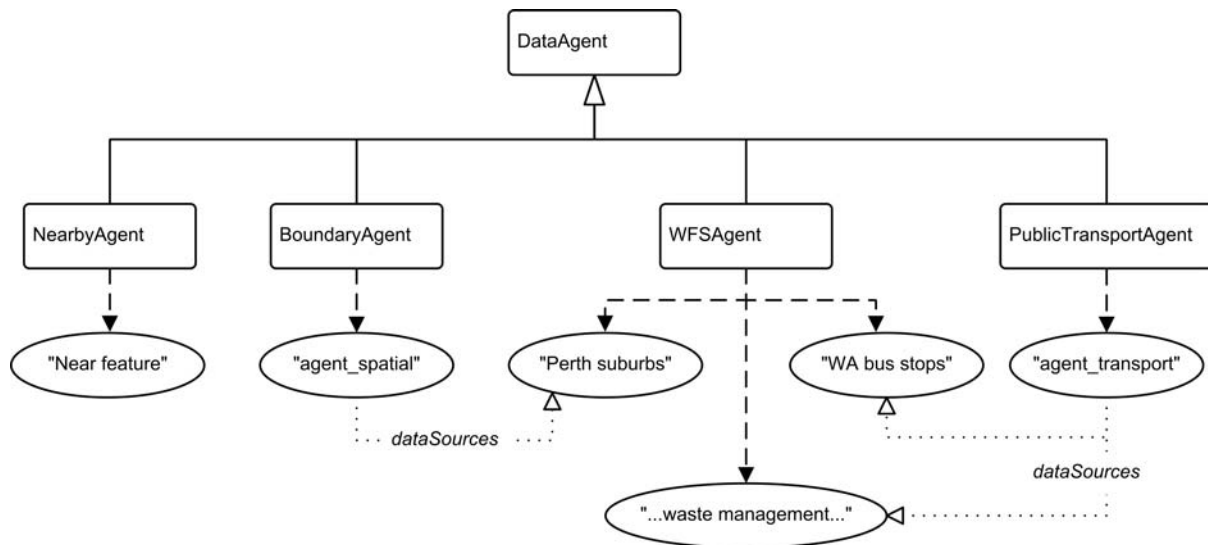 DataAgent
NearbyAgent
BoundaryAgent
WFSAgent
PublicTransportAgent
"Near feature"
"agent_spatial"
"Perth suburbs"
"WA bus stops"
"agent_transport"
dataSources
dataSources
"...waste management..."